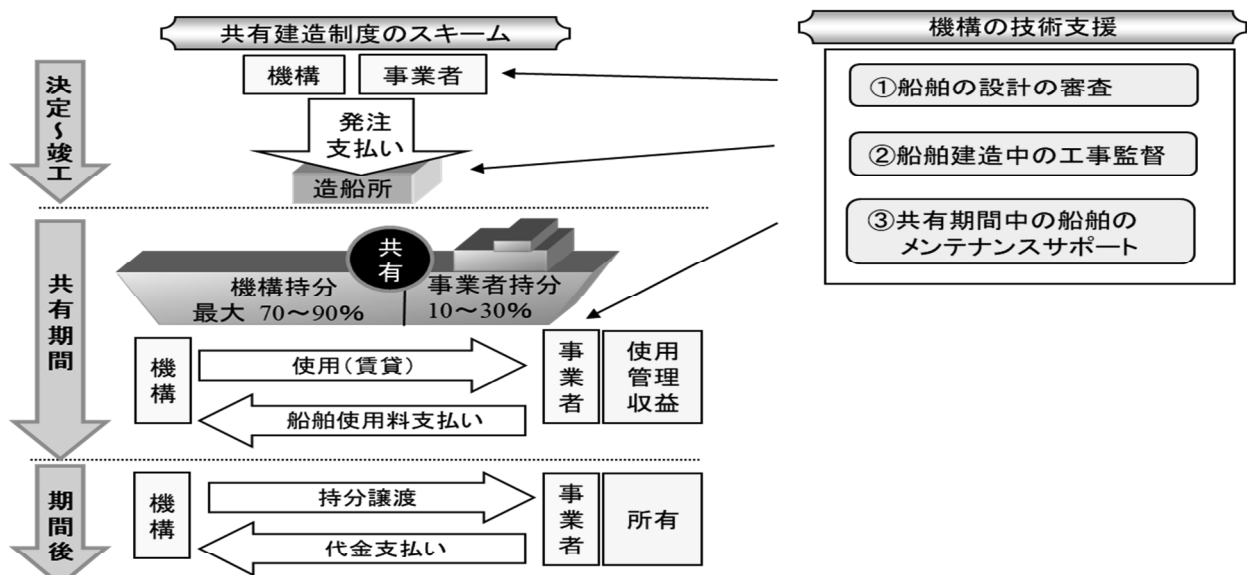 共有建造制度のスキーム
機構
事業者
発注
支払い
造船所
決定～竣工
共有
機構持分
最大 70～90%
事業者持分
10～30%
共有期間
機構
使用(賃貸)
船舶使用料支払い
事業者
使用
管理
収益
期間後
機構
持分譲渡
代金支払い
事業者
所有
機構の技術支援
①船舶の設計の審査
②船舶建造中の工事監督
③共有期間中の船舶の
メンテナンスサポート